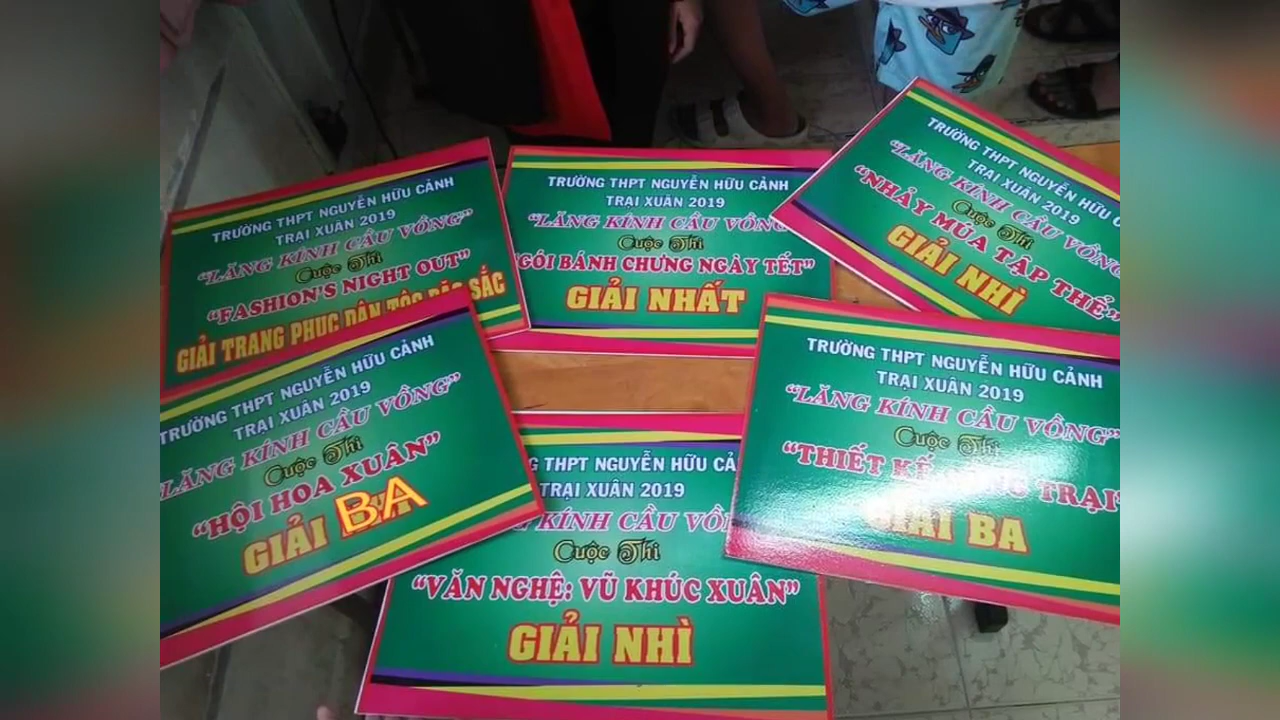 TRƯỜNG THPT NGUYỄN HỮU CẢNH
TRẠI XUÂN 2019
"LĂNG KÍNH CẦU VỒNG"
Cuộc Thi
"FASHION'S NIGHT OUT"
GIẢI TRANG PHỤC DÂN TỘC ĐẶC SẮC
TRƯỜNG THPT NGUYỄN HỮU CẢNH
TRẠI XUÂN 2019
"LĂNG KÍNH CẦU VỒNG
Cuộc Thi
GÓI BÁNH CHƯNG NGÀY TẾT"
GIẢI NHẤT
TRƯỜNG THPT NGUYỄN HỮU
TRẠI XUÂN 2019
"LĂNG KÍNH CẦU VỒNG
Cuộc Thi
"NHẢY MÚA TẬP THỂ"
GIẢI NHÌ
TRƯỜNG THPT NGUYỄN HỮU CẢNH
TRẠI XUÂN 2019
LĂNG KÍNH CẦU VỒNG"
Cuộc Thi
"HỘI HOA XUÂN"
GIẢI BA
THPT NGUYỄN HỮU
TRẠI XUÂN 2019
KÍNH CẦU
Cuộc Thi
"VĂN NGHỆ: VŨ KHÚC XUÂN"
GIẢI NHÌ
TRƯỜNG THPT NGUYỄN HỮU CẢNH
TRẠI XUÂN 2019
"LĂNG KÍNH CẦU VỒNG"
Cuộc Thi
"THIẾT KẾ TRẠI
GIẢI BA